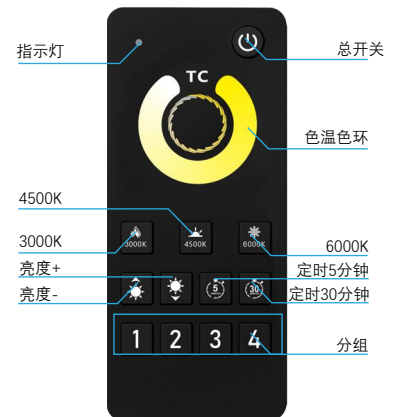 指示灯
总开关
TC
色温色环
4500K
3000K
4500K
6000K
3000K
6000K
亮度+
定时5分钟
亮度-
5
30
定时30分钟
1 2 3 4
分组